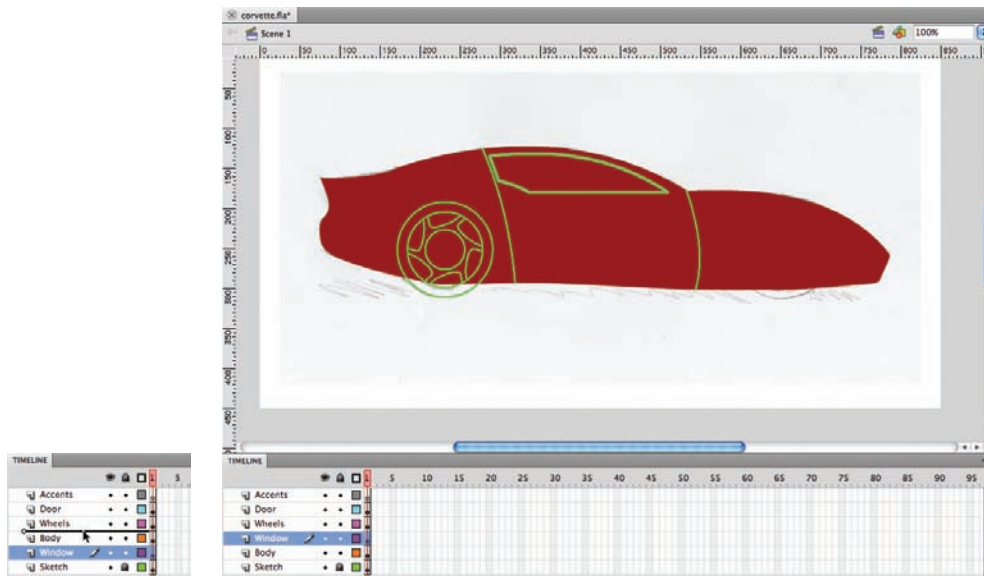 corvette.fla*
Scene 1
100%
0 50 100 150 200 250 300 350 400 450 500 550 600 650 700 750 800 850
50
100
150
200
250
300
350
400
450
TIMELINE
1 5
Accents
Door
Wheels
Body
Window
Sketch
TIMELINE
1 5 10 15 20 25 30 35 40 45 50 55 60 65 70 75 80 85 90 95
Accents
Door
Wheels
Window
Body
Sketch